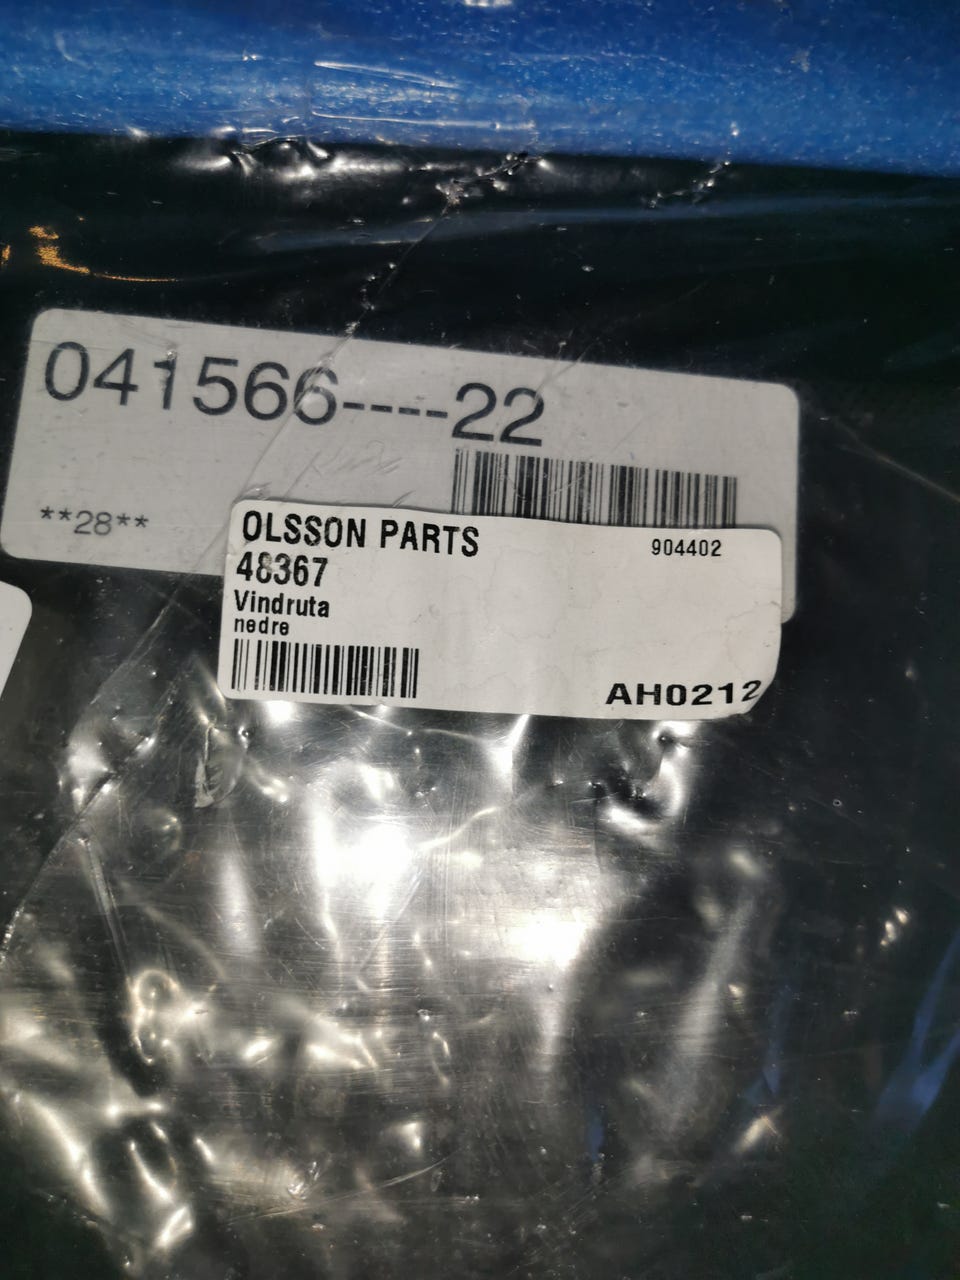 041566----22
**28**
OLSSON PARTS
904402
48367
Vindruta
nedre
AH0212